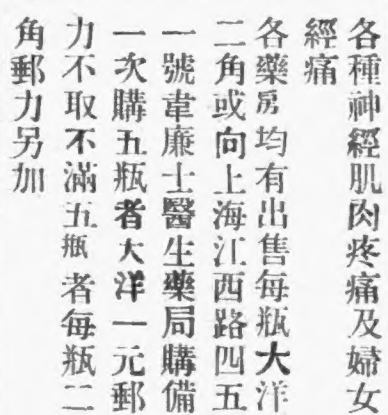 各種神經肌肉疼痛及婦女
經痛
各藥房均有出售每瓶大洋
二角或向上海江西路四五
一號韋廉士醫生藥局購備
一次購五瓶者大洋一元郵
力不取不滿五瓶者每瓶二
角郵力另加